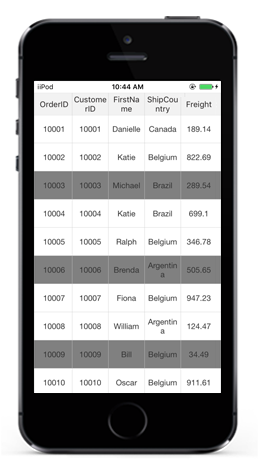 iiPod 10:44 AM
OrderID CustomerID FirstName ShipCountry Freight
10001 10001 Danielle Canada 189.14
10002 10002 Katie Belgium 822.69
10003 10003 Michael Brazil 289.54
10004 10004 Katie Brazil 699.1
10005 10005 Ralph Belgium 346.78
10006 10006 Brenda Argentina 505.65
10007 10007 Fiona Belgium 947.23
10008 10008 William Argentina 124.47
10009 10009 Bill Belgium 34.49
10010 10010 Oscar Belgium 911.61